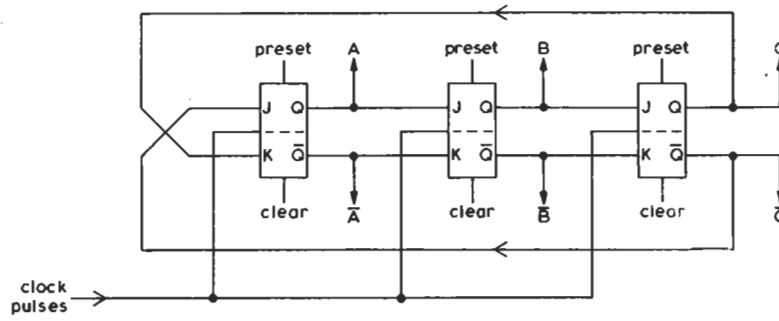 preset A preset B preset
J Q J Q J Q
K Q̅ K Q̅ K Q̅
clear A̅ clear B̅ clear
clock
pulses